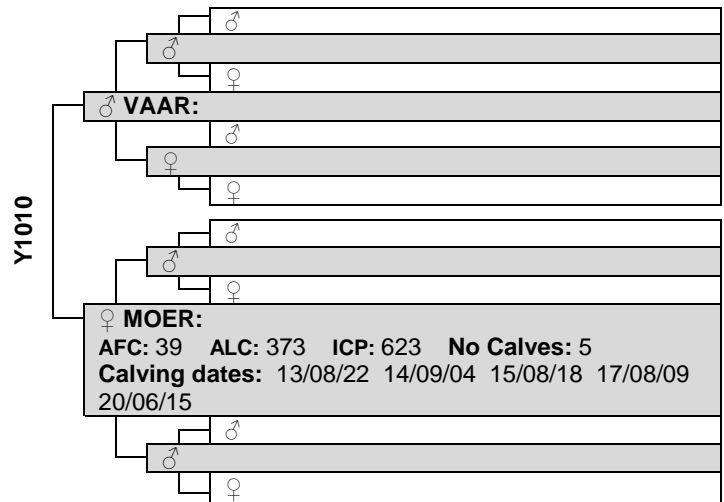 ♂
♂
♀
♂ VAAR:
♂
♀
♀
Y1010
♂
♂
♀
♀ MOER:
AFC: 39 ALC: 373 ICP: 623 No Calves: 5
Calving dates: 13/08/22 14/09/04 15/08/18 17/08/09
20/06/15
♂
♂
♀